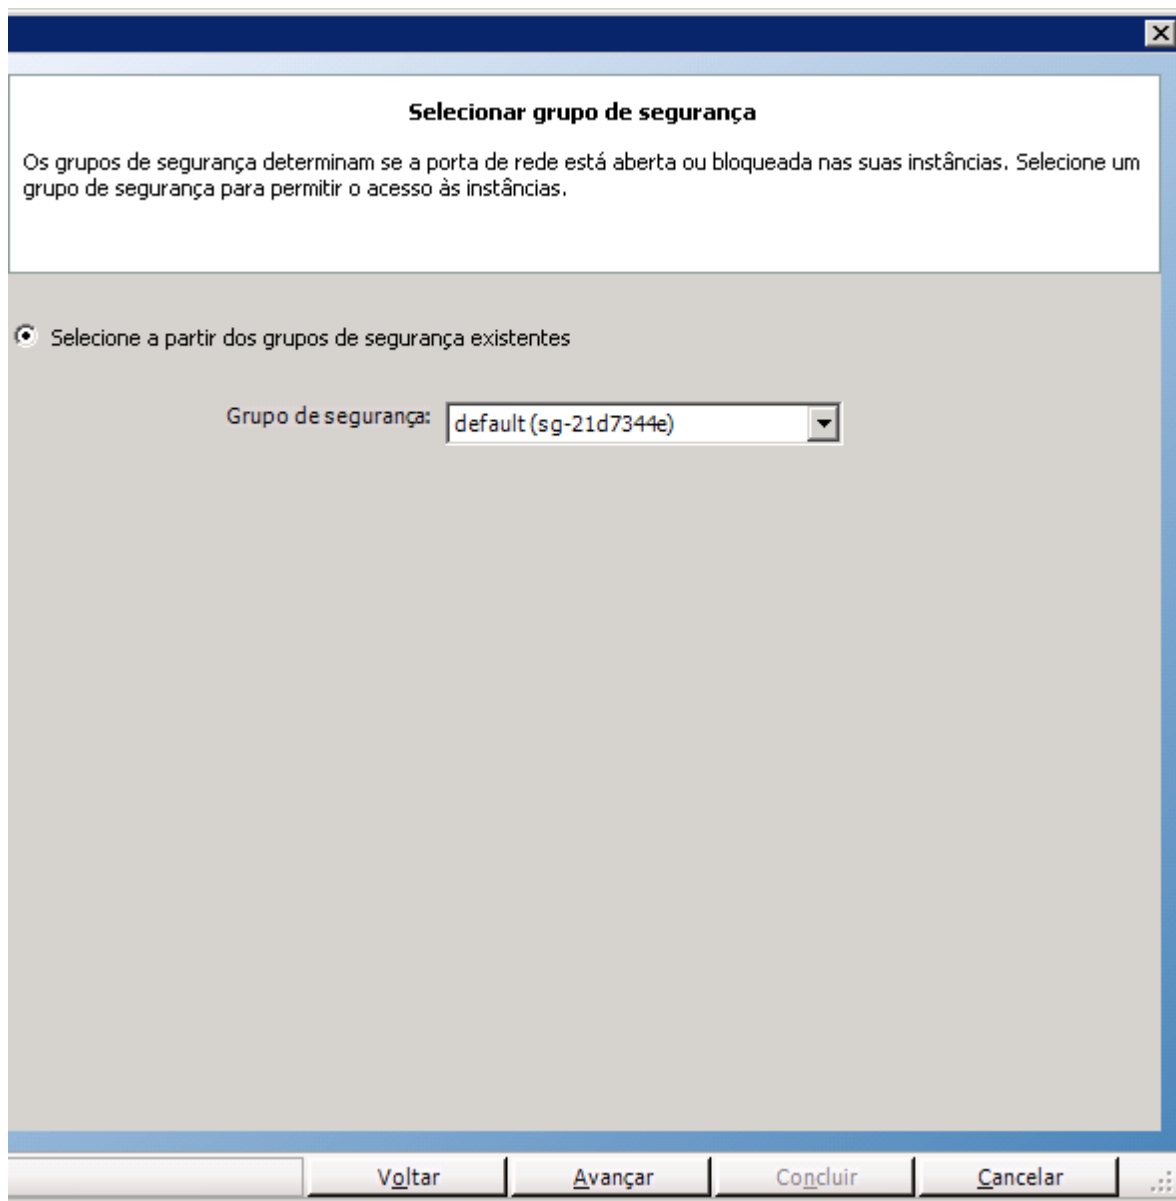 Selecionar grupo de segurança
Os grupos de segurança determinam se a porta de rede está aberta ou bloqueada nas suas instâncias. Selecione um
grupo de segurança para permitir o acesso às instâncias.
Selecione a partir dos grupos de segurança existentes
Grupo de segurança: default (sg-21d7344e)
Voltar Avançar Concluir Cancelar